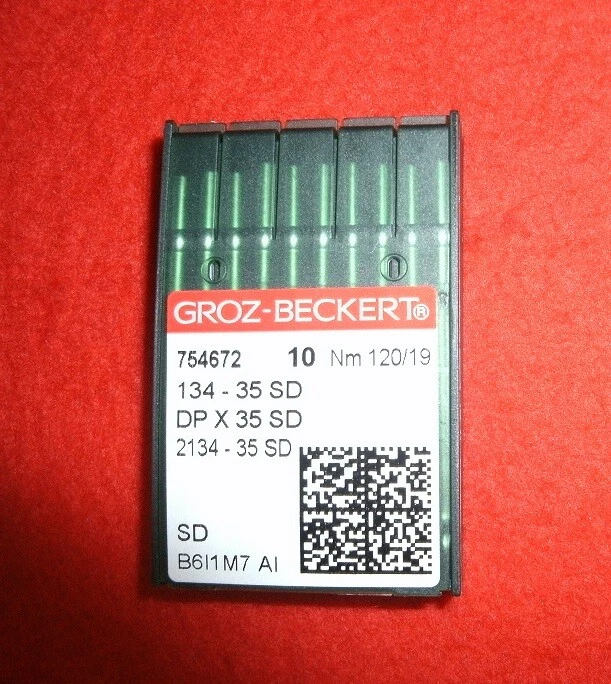 GROZ-BECKERT®
754672 10 Nm 120/19
134 - 35 SD
DP X 35 SD
2134 - 35 SD
SD
B6I1M7 AI